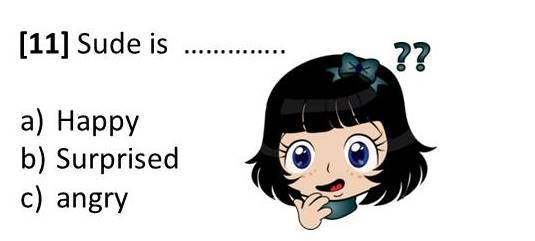 [11] Sude is ..............
??
a) Happy
b) Surprised
c) angry